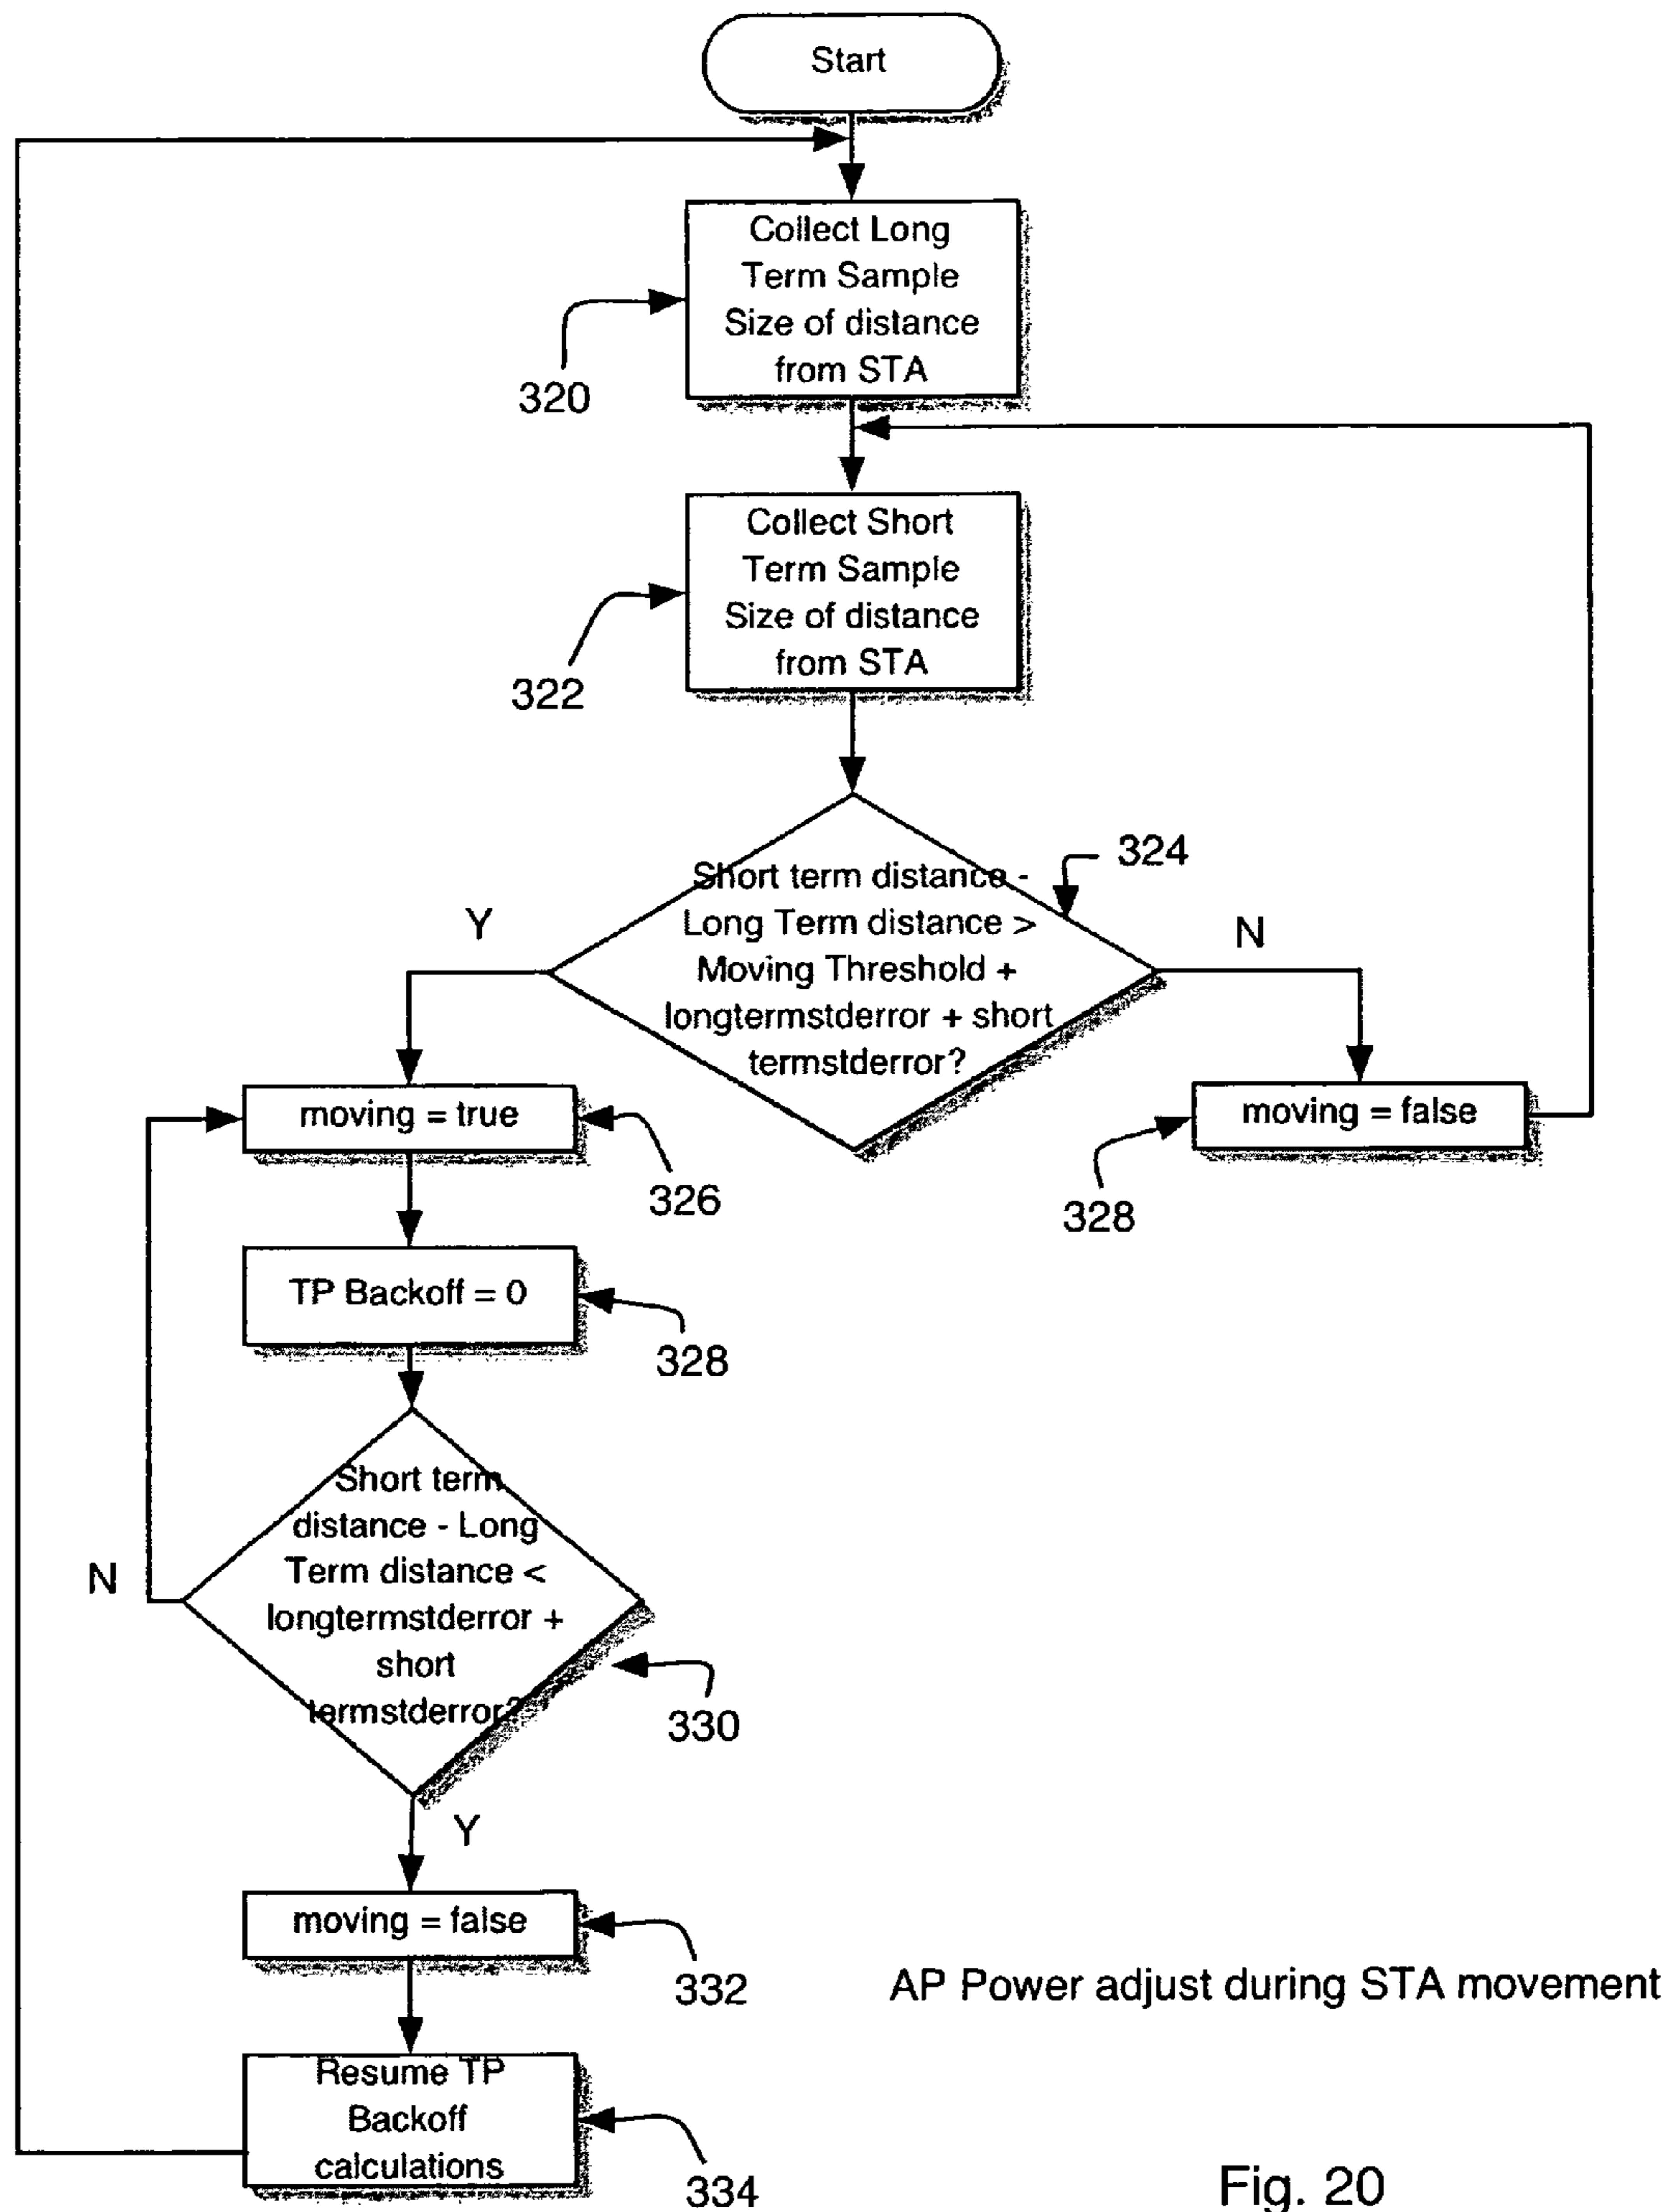 Start
Collect Long
Term Sample
Size of distance
from STA
320
Collect Short
Term Sample
Size of distance
from STA
322
324
Short term distance -
Long Term distance >
Moving Threshold +
longtermstderror + short
termstderror?
Y
N
moving = true
326
moving = false
328
TP Backoff = 0
328
Short term
distance - Long
Term distance <
longtermstderror +
short
termstderror?
N
330
Y
moving = false
332
AP Power adjust during STA movement
Resume TP
Backoff
calculations
334
Fig. 20